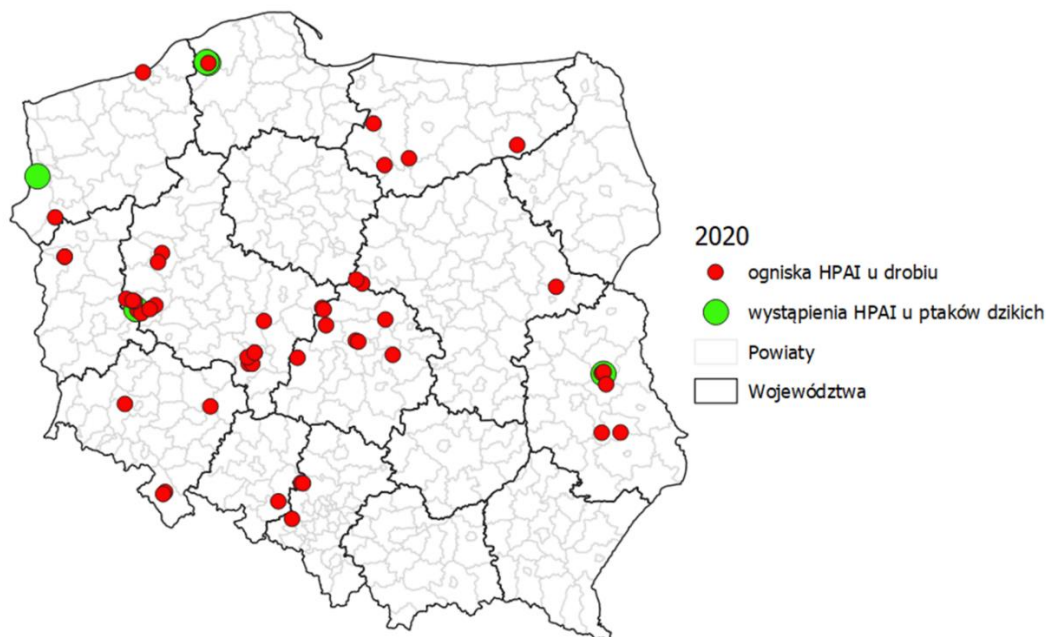 2020
ogniska HPAI u drobiu
wystąpienia HPAI u ptaków dzikich
Powiaty
Województwa